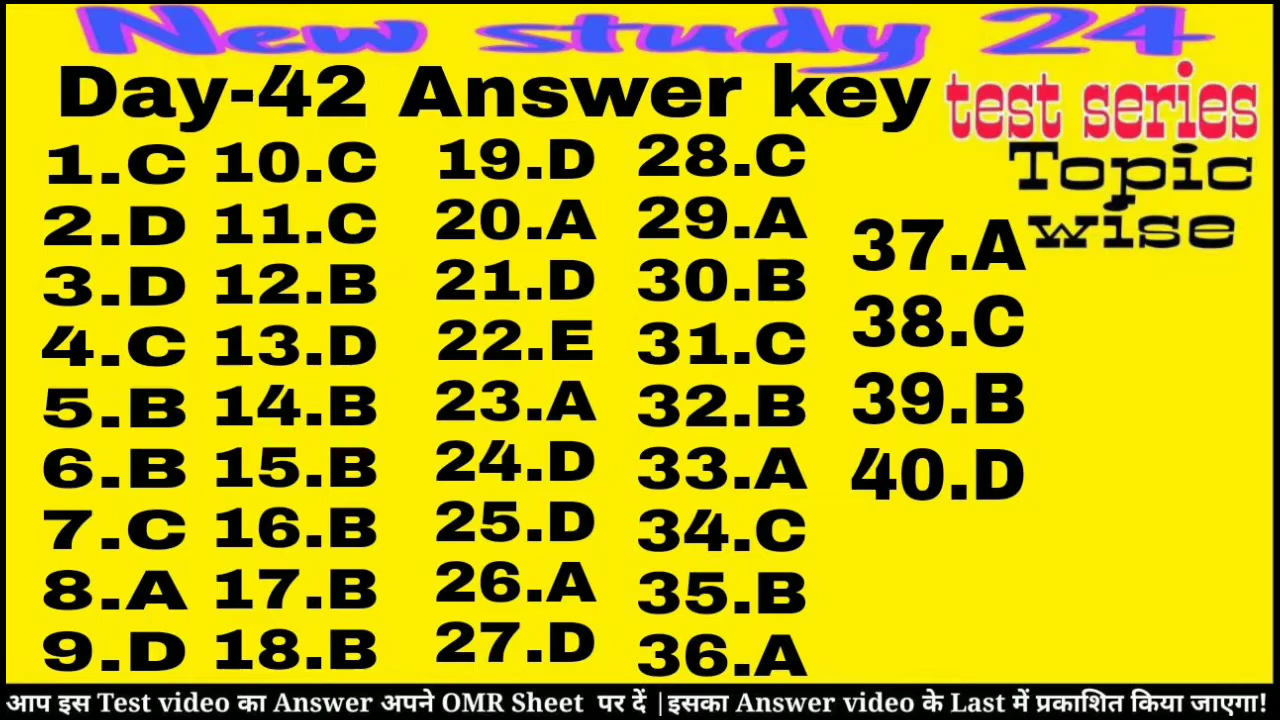 New study 24
Day-42 Answer key
test series
Topic
wise
1.C
2.D
3.D
4.C
5.B
6.B
7.C
8.A
9.D
10.C
11.C
12.B
13.D
14.B
15.B
16.B
17.B
18.B
19.D
20.A
21.D
22.E
23.A
24.D
25.D
26.A
27.D
28.C
29.A
30.B
31.C
32.B
33.A
34.C
35.B
36.A
37.A
38.C
39.B
40.D
आप इस Test video का Answer अपने OMR Sheet पर दें |इसका Answer video के Last में प्रकाशित किया जाएगा!